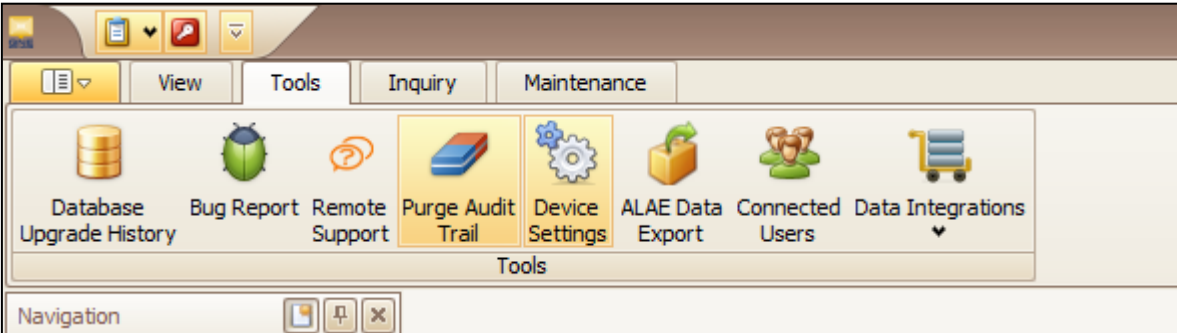 View Tools Inquiry Maintenance
Database Upgrade History
Bug Report
Remote Support
Purge Audit Trail
Device Settings
ALAE Data Export
Connected Users
Data Integrations
Tools
Navigation